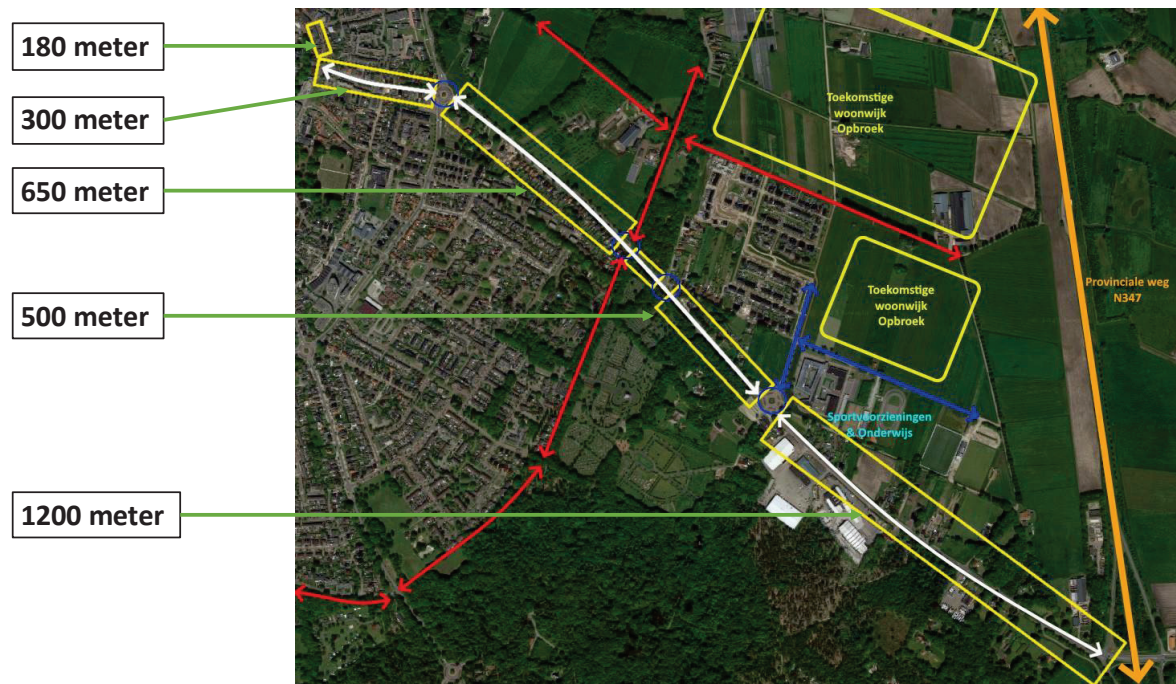 180 meter
300 meter
650 meter
500 meter
1200 meter
Toekomstige
woonwijk
Opbroek
Toekomstige
woonwijk
Opbroek
Provinciale weg
N347
Sportvoorzieningen
& Onderwijs